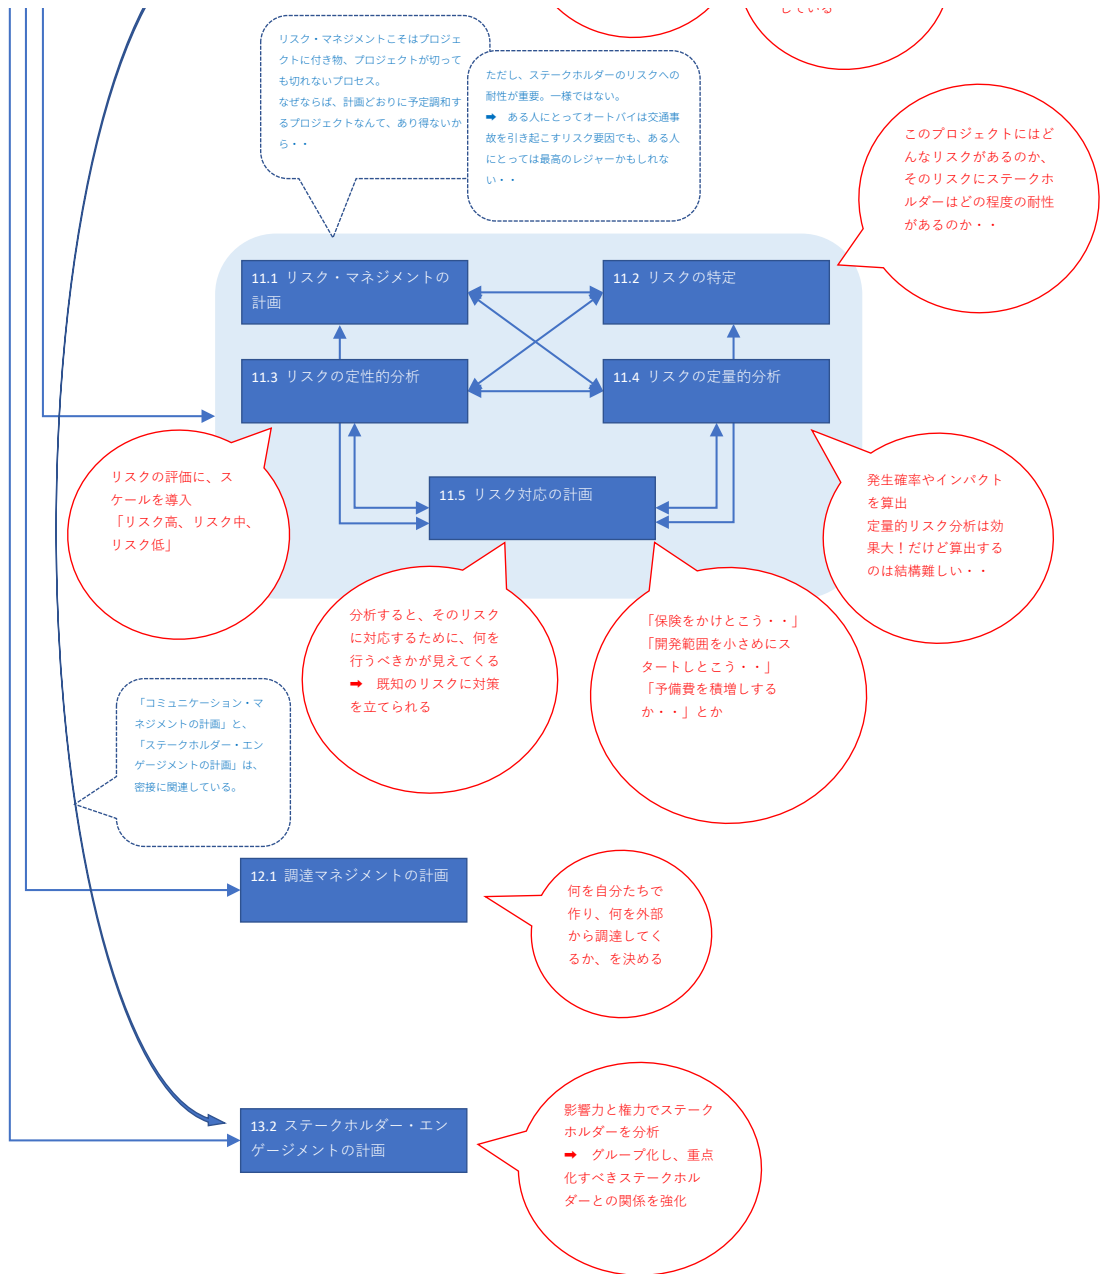 している
リスク・マネジメントこそはプロジェ
クトに付き物、プロジェクトが切って
も切れないプロセス。
なぜならば、計画どおりに予定調和す
るプロジェクトなんて、あり得ないか
ら・・
ただし、ステークホルダーのリスクへの
耐性が重要。一様ではない。
➡ ある人にとってオートバイは交通事
故を引き起こすリスク要因でも、ある人
にとっては最高のレジャーかもしれな
い・・
このプロジェクトにはど
んなリスクがあるのか、
そのリスクにステークホ
ルダーはどの程度の耐性
があるのか・・
11.1 リスク・マネジメントの
計画
11.2 リスクの特定
11.3 リスクの定性的分析
11.4 リスクの定量的分析
リスクの評価に、ス
ケールを導入
「リスク高、リスク中、
リスク低」
11.5 リスク対応の計画
発生確率やインパクト
を算出
定量的リスク分析は効
果大！だけど算出する
のは結構難しい・・
分析すると、そのリスク
に対応するために、何を
行うべきかが見えてくる
➡ 既知のリスクに対策
を立てられる
「保険をかけとこう・・」
「開発範囲を小さめにス
タートしとこう・・」
「予備費を積増しする
か・・」とか
「コミュニケーション・マ
ネジメントの計画」と、
「ステークホルダー・エン
ゲージメントの計画」は、
密接に関連している。
12.1 調達マネジメントの計画
何を自分たちで
作り、何を外部
から調達してく
るか、を決める
13.2 ステークホルダー・エン
ゲージメントの計画
影響力と権力でステーク
ホルダーを分析
➡ グループ化し、重点
化すべきステークホル
ダーとの関係を強化